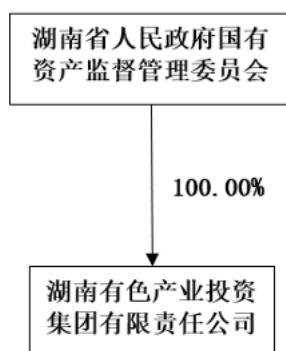 湖南省人民政府国有
资产监督管理委员会
100.00%
湖南有色产业投资
集团有限责任公司